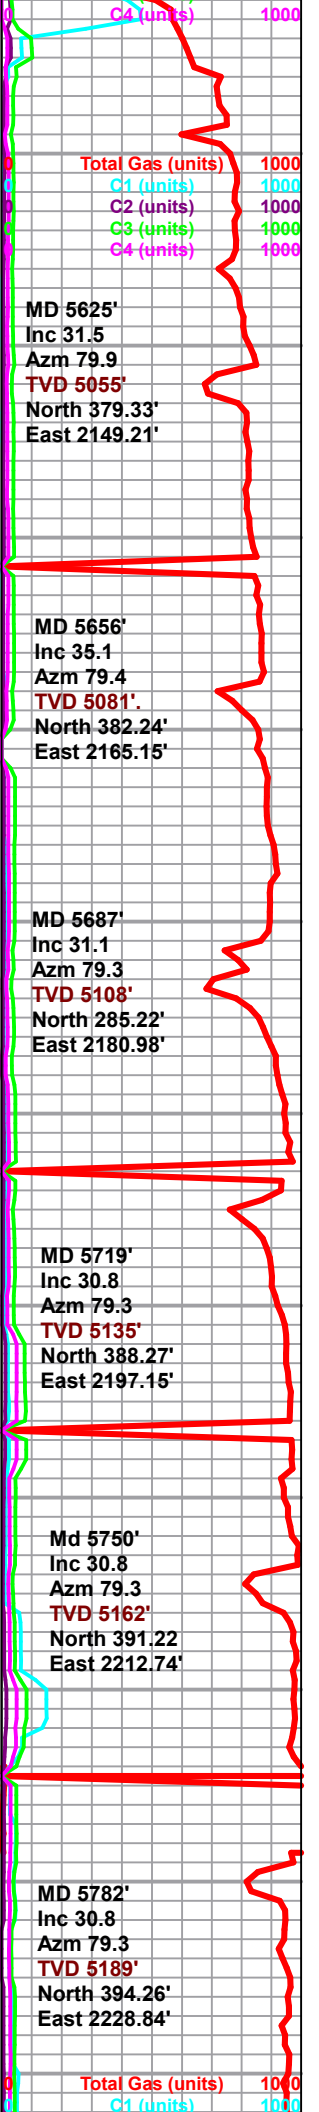 0 C4 (units) 1000
0 Total Gas (units) 1000
0 C1 (units) 1000
0 C2 (units) 1000
0 C3 (units) 1000
0 C4 (units) 1000
MD 5625'
Inc 31.5
Azm 79.9
TVD 5055'
North 379.33'
East 2149.21'
MD 5656'
Inc 35.1
Azm 79.4
TVD 5081'.
North 382.24'
East 2165.15'
MD 5687'
Inc 31.1
Azm 79.3
TVD 5108'
North 285.22'
East 2180.98'
MD 5719'
Inc 30.8
Azm 79.3
TVD 5135'
North 388.27'
East 2197.15'
Md 5750'
Inc 30.8
Azm 79.3
TVD 5162'
North 391.22
East 2212.74'
MD 5782'
Inc 30.8
Azm 79.3
TVD 5189'
North 394.26'
East 2228.84'
0 Total Gas (units) 1000
0 C1 (units) 1000